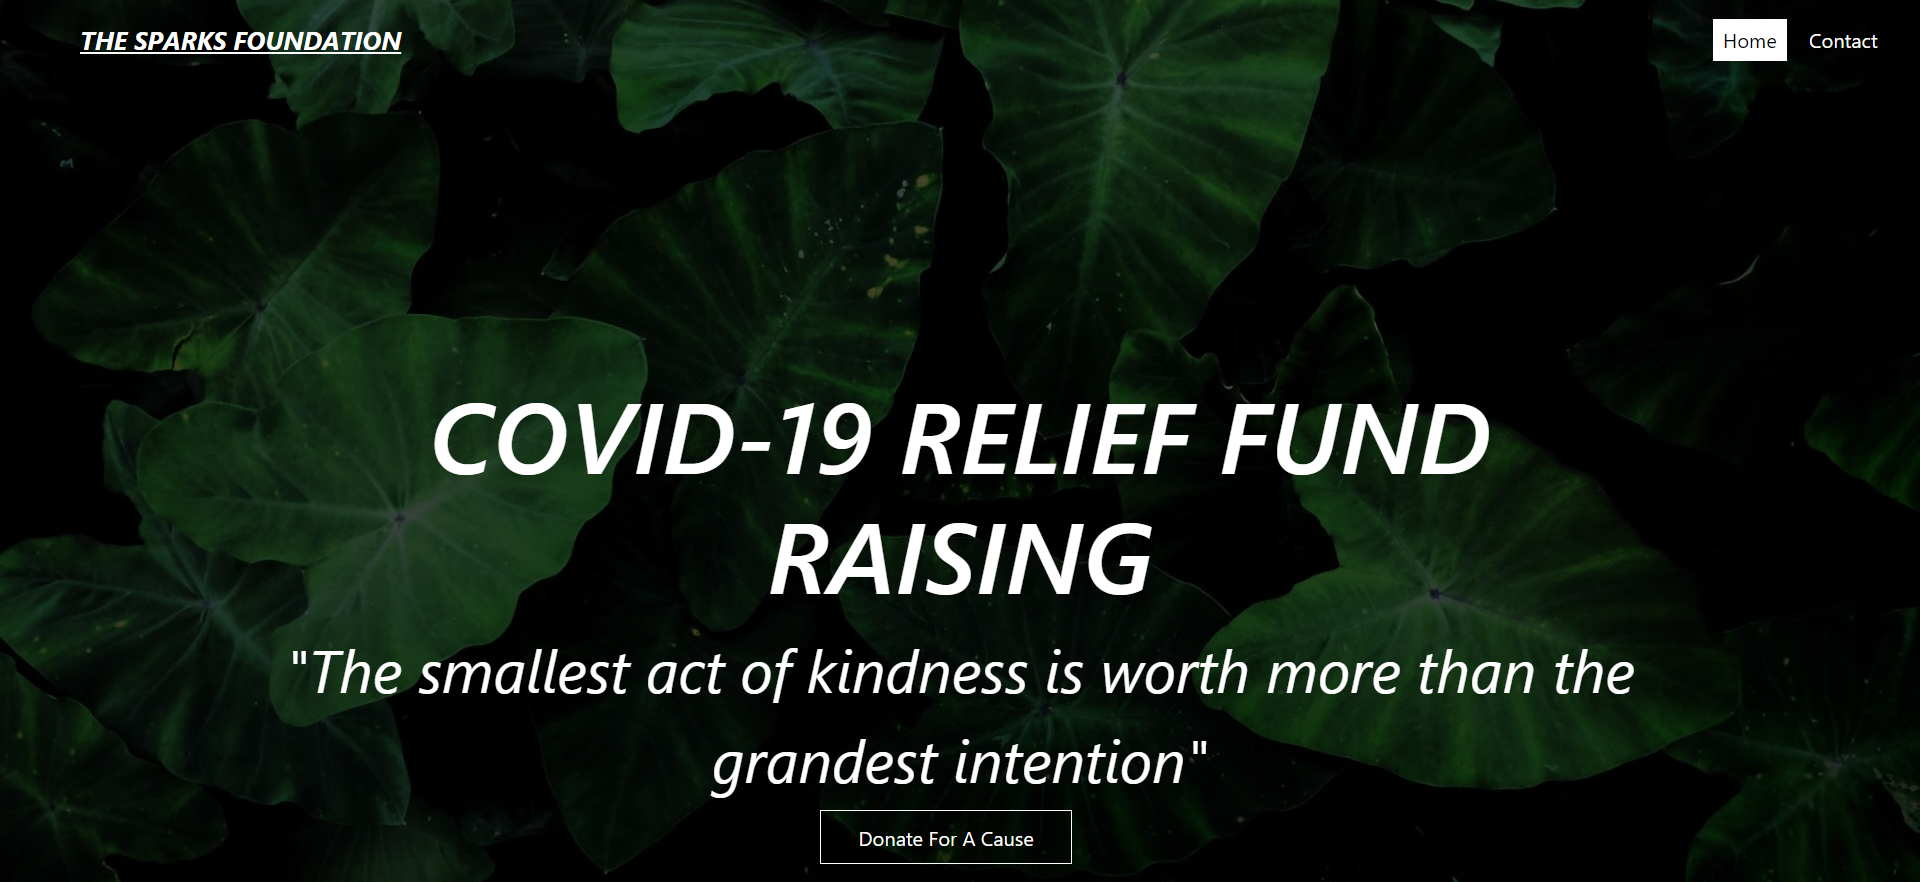 THE SPARKS FOUNDATION
Home
Contact
COVID-19 RELIEF FUND
RAISING
"The smallest act of kindness is worth more than the
grandest intention"
Donate For A Cause